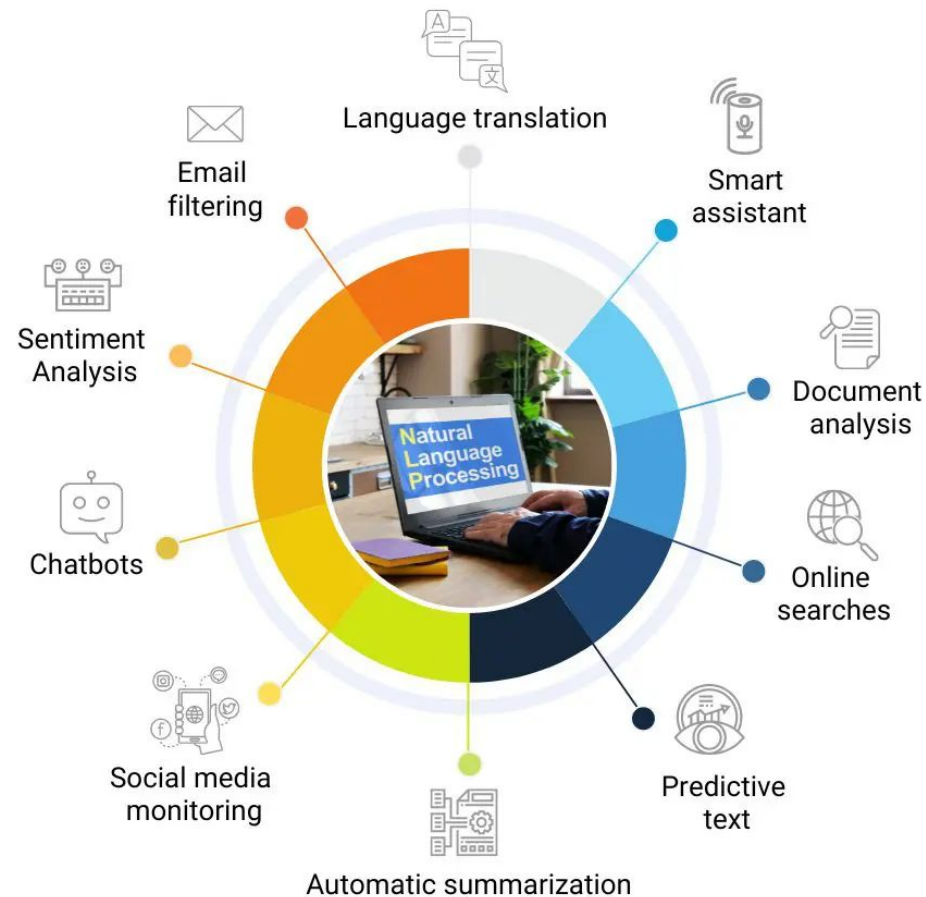 A
文
Language translation
Email
filtering
Smart
assistant
Sentiment
Analysis
Document
analysis
Natural
Language
Processing
Chatbots
Online
searches
Social media
monitoring
Predictive
text
Automatic summarization